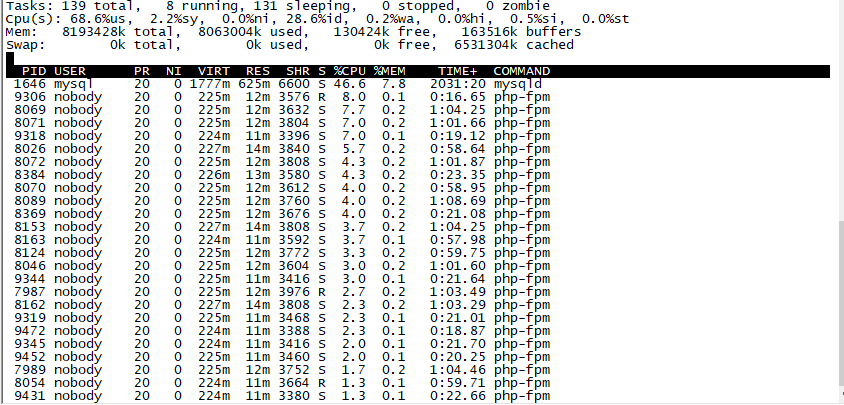 Tasks: 139 total,   8 running, 131 sleeping,   0 stopped,   0 zombie
Cpu(s): 68.6%us,  2.2%sy,  0.0%ni, 28.6%id,  0.2%wa,  0.0%hi,  0.5%si,  0.0%st
Mem:   8193428k total,  8063004k used,   130424k free,   163516k buffers
Swap:        0k total,        0k used,        0k free,  6531304k cached
PID USER      PR  NI  VIRT  RES  SHR S %CPU %MEM    TIME+  COMMAND
1646 mysql     20   0 1777m 625m 6600 S 46.6  7.8   2031:20 mysqld
9306 nobody    20   0  225m  12m 3576 R  8.0  0.1   0:16.65 php-fpm
8069 nobody    20   0  225m  12m 3632 S  7.7  0.2   1:04.25 php-fpm
8071 nobody    20   0  225m  12m 3804 S  7.0  0.2   1:01.66 php-fpm
9318 nobody    20   0  224m  11m 3396 S  7.0  0.1   0:19.12 php-fpm
8026 nobody    20   0  227m  14m 3840 S  5.7  0.2   0:58.64 php-fpm
8072 nobody    20   0  225m  12m 3808 S  4.3  0.2   1:01.87 php-fpm
8384 nobody    20   0  226m  13m 3580 S  4.3  0.2   0:23.35 php-fpm
8070 nobody    20   0  225m  12m 3612 S  4.0  0.2   0:58.95 php-fpm
8089 nobody    20   0  225m  12m 3760 S  4.0  0.2   1:08.69 php-fpm
8369 nobody    20   0  225m  12m 3676 S  4.0  0.2   0:21.08 php-fpm
8153 nobody    20   0  227m  14m 3808 S  3.7  0.2   1:04.25 php-fpm
8163 nobody    20   0  224m  11m 3592 S  3.7  0.1   0:57.98 php-fpm
8124 nobody    20   0  225m  12m 3772 S  3.3  0.2   0:59.75 php-fpm
8046 nobody    20   0  225m  12m 3604 S  3.0  0.2   1:01.60 php-fpm
9344 nobody    20   0  225m  11m 3416 S  3.0  0.1   0:21.64 php-fpm
7987 nobody    20   0  225m  12m 3976 R  2.7  0.2   1:03.49 php-fpm
8162 nobody    20   0  227m  14m 3808 S  2.3  0.2   1:03.29 php-fpm
9319 nobody    20   0  225m  11m 3468 S  2.3  0.1   0:21.01 php-fpm
9472 nobody    20   0  224m  11m 3388 S  2.3  0.1   0:18.87 php-fpm
9345 nobody    20   0  224m  11m 3416 S  2.0  0.1   0:21.70 php-fpm
9452 nobody    20   0  225m  11m 3460 S  2.0  0.1   0:20.25 php-fpm
7989 nobody    20   0  225m  12m 3752 S  1.7  0.2   1:04.46 php-fpm
8054 nobody    20   0  224m  11m 3664 R  1.3  0.1   0:59.71 php-fpm
9431 nobody    20   0  224m  11m 3380 S  1.3  0.1   0:22.66 php-fpm